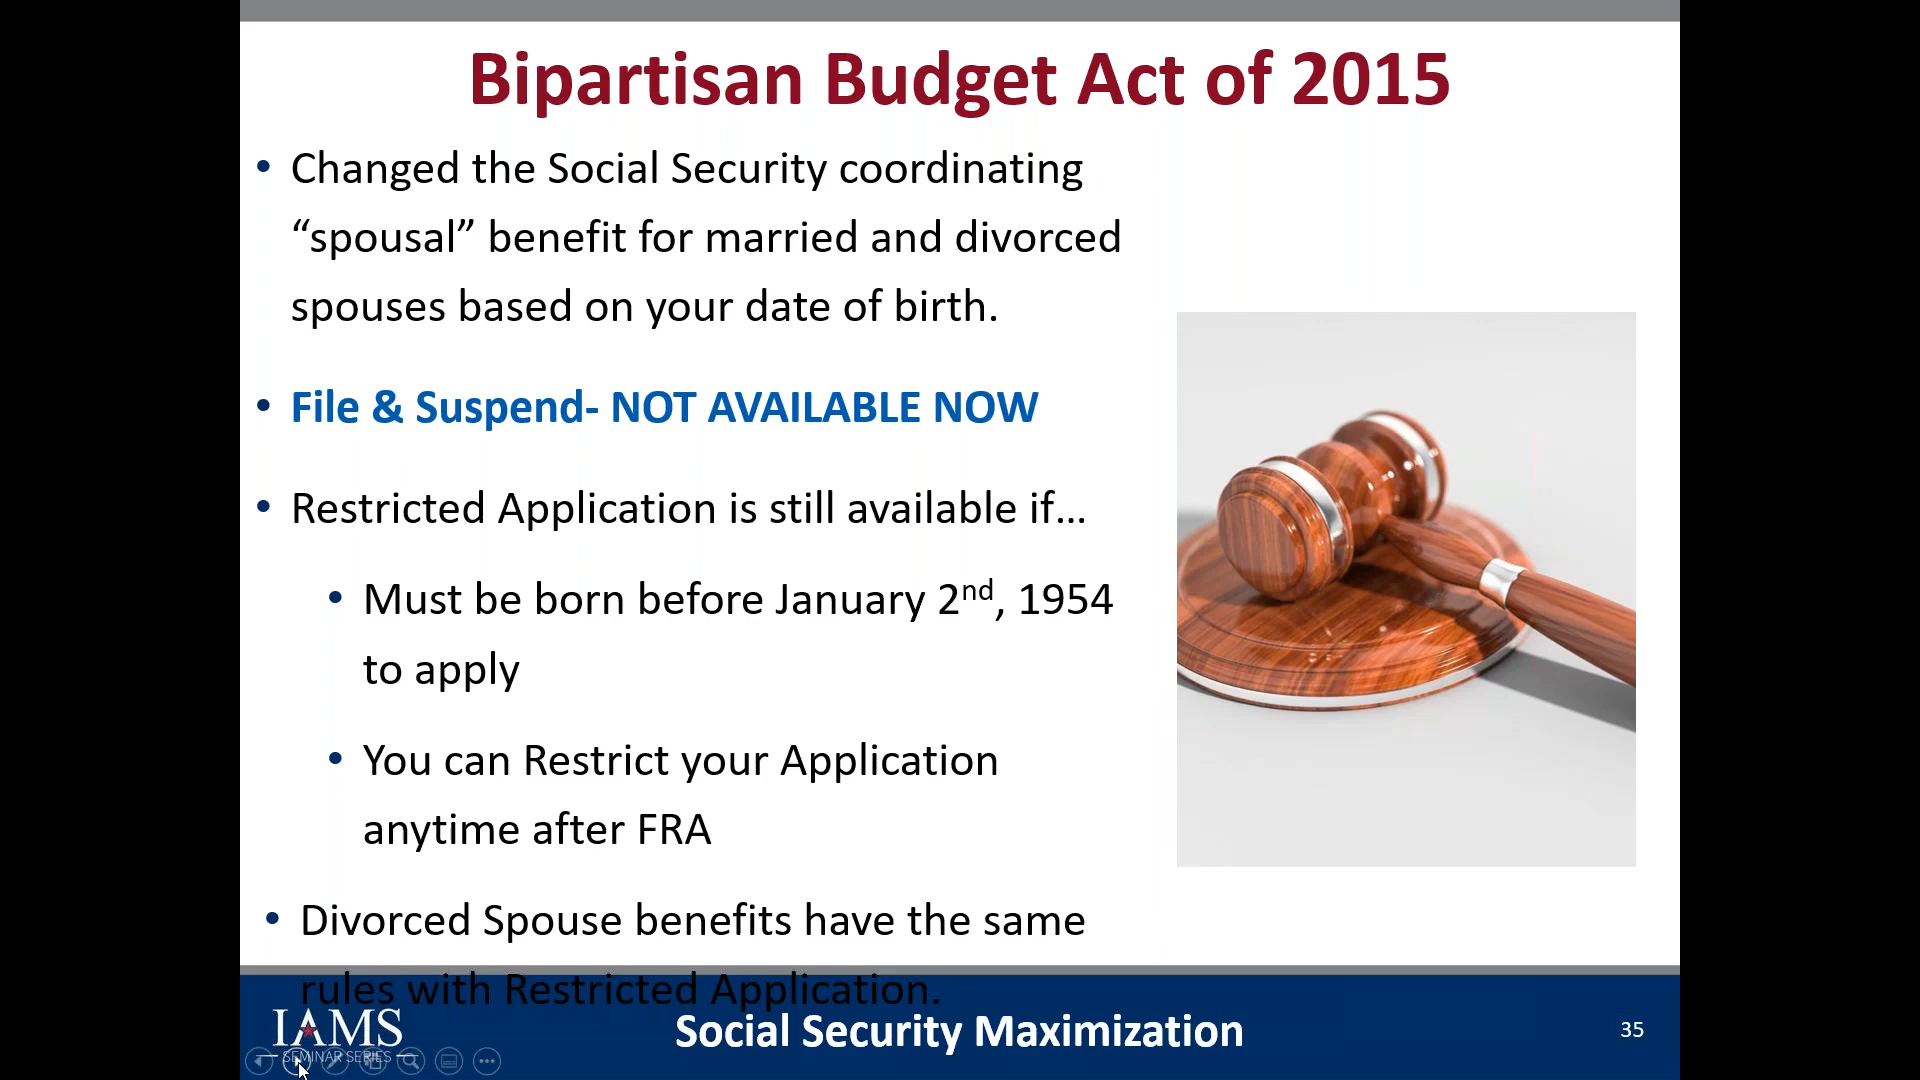 Bipartisan Budget Act of 2015
• Changed the Social Security coordinating
“spousal” benefit for married and divorced
spouses based on your date of birth.
• File & Suspend- NOT AVAILABLE NOW
• Restricted Application is still available if…
• Must be born before January 2nd, 1954
to apply
• You can Restrict your Application
anytime after FRA
• Divorced Spouse benefits have the same
rules with Restricted Application.
IAMS
SEMINAR SERIES
Social Security Maximization
35